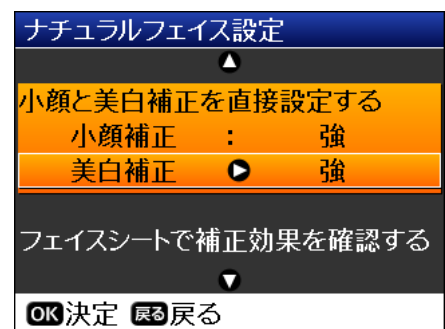 ナチュラルフェイス設定
小顔と美白補正を直接設定する
小顔補正 : 強
美白補正 強
フェイスシートで補正効果を確認する
OK決定 戻る戻る